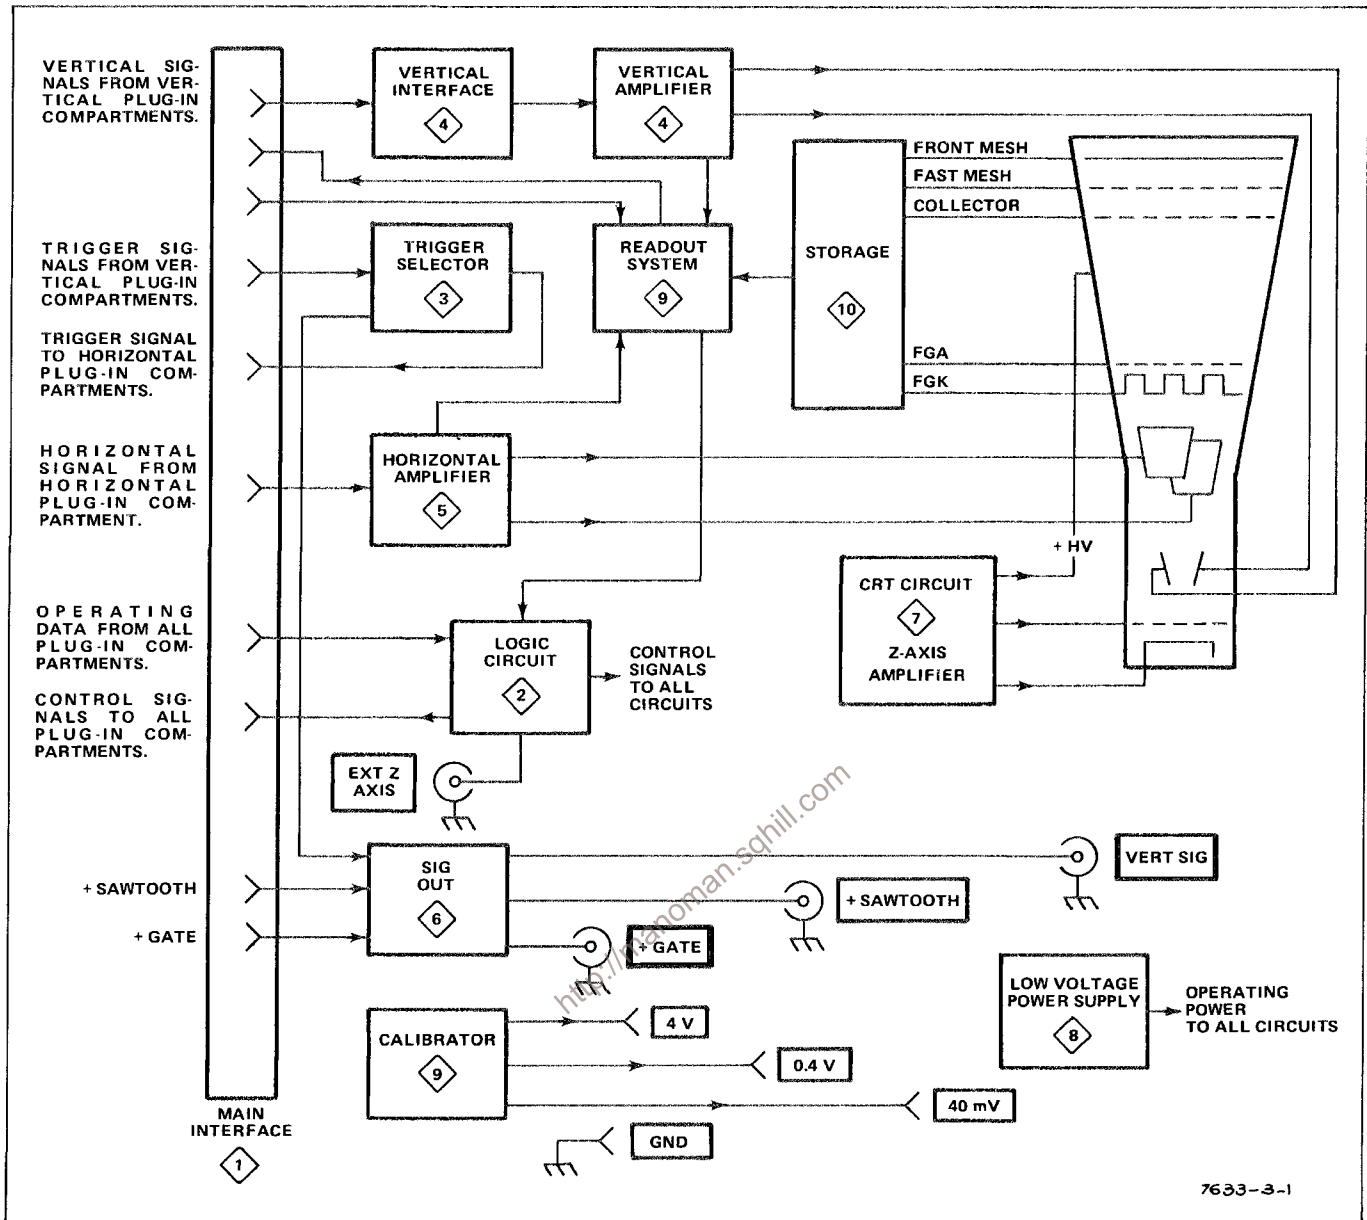 VERTICAL SIG-
NALS FROM VER-
TICAL PLUG-IN
COMPARTMENTS.
VERTICAL
INTERFACE
4
VERTICAL
AMPLIFIER
4
FRONT MESH
FAST MESH
COLLECTOR
STORAGE
10
FGA
FGK
TRIGGER SIG-
NALS FROM VER-
TICAL PLUG-IN
COMPARTMENTS.
TRIGGER
SELECTOR
3
READOUT
SYSTEM
9
TRIGGER SIGNAL
TO HORIZONTAL
PLUG-IN COM-
PARTMENTS.
HORIZONTAL
SIGNAL FROM
HORIZONTAL
PLUG-IN COM-
PARTMENT.
HORIZONTAL
AMPLIFIER
5
+ HV
CRT CIRCUIT
7
Z-AXIS
AMPLIFIER
OPERATING
DATA FROM ALL
PLUG-IN COM-
PARTMENTS.
LOGIC
CIRCUIT
2
CONTROL
SIGNALS
TO ALL
CIRCUITS
CONTROL SIG-
NALS TO ALL
PLUG-IN COM-
PARTMENTS.
EXT Z
AXIS
+ SAWTOOTH
+ GATE
SIG
OUT
6
VERT SIG
+ SAWTOOTH
+ GATE
http://manoman.sqhill.com
CALIBRATOR
9
4 V
0.4 V
40 mV
GND
LOW VOLTAGE
POWER SUPPLY
8
OPERATING
POWER
TO ALL CIRCUITS
MAIN
INTERFACE
1
7633-3-1